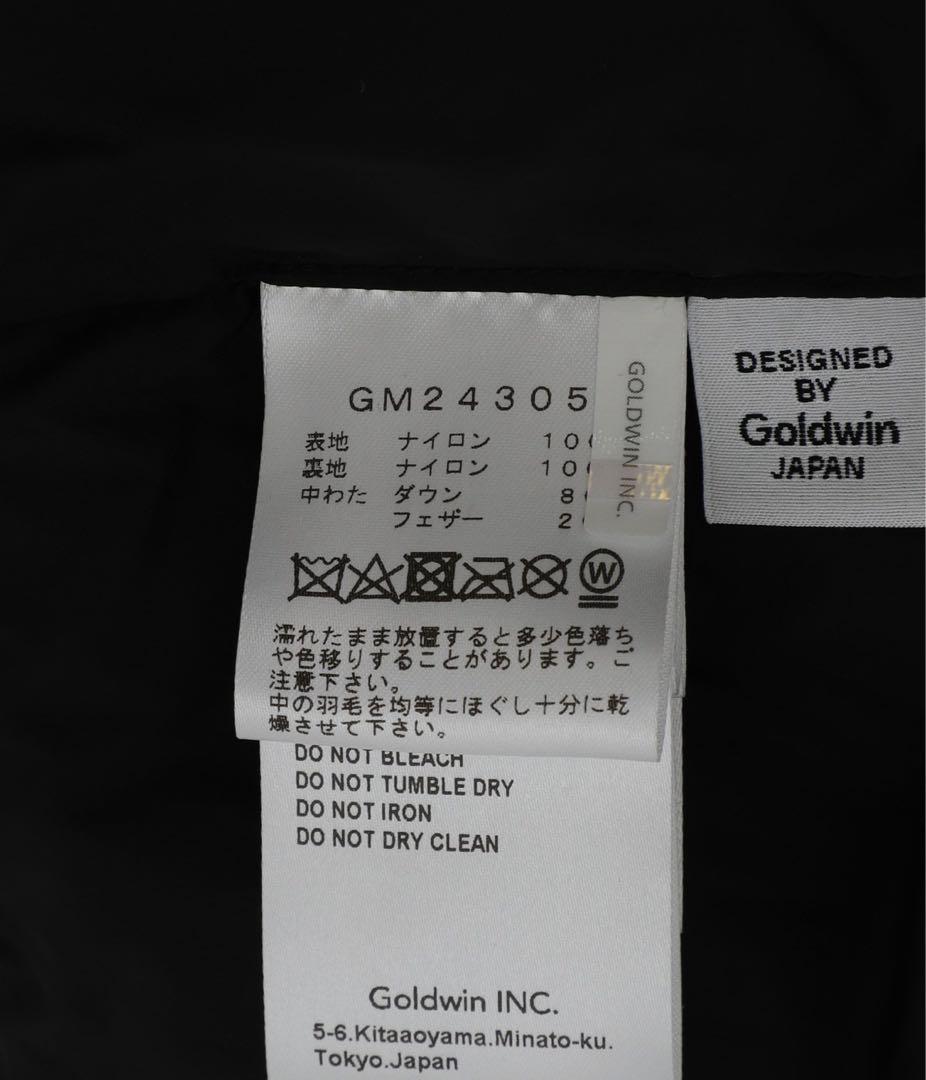 GM24305
表地 ナイロン 10
裏地 ナイロン 10
中わた ダウン 8
フェザー 2
GOLDWIN INC.
W
濡れたまま放置すると多少色落ち
や色移りすることがあります。ご
注意下さい。
中の羽毛を均等にほぐし十分に乾
燥させて下さい。
DO NOT BLEACH
DO NOT TUMBLE DRY
DO NOT IRON
DO NOT DRY CLEAN
Goldwin INC.
5-6.Kitaaoyama.Minato-ku.
Tokyo.Japan
DESIGNED
BY
Goldwin
JAPAN